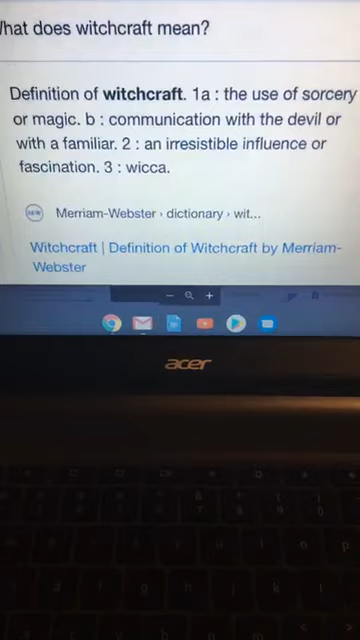 hat does witchcraft mean?
Definition of witchcraft. 1a : the use of sorcery
or magic. b : communication with the devil or
with a familiar. 2 : an irresistible influence or
fascination. 3 : wicca.
Merriam-Webster › dictionary › wit...
Witchcraft | Definition of Witchcraft by Merriam-
Webster
acer